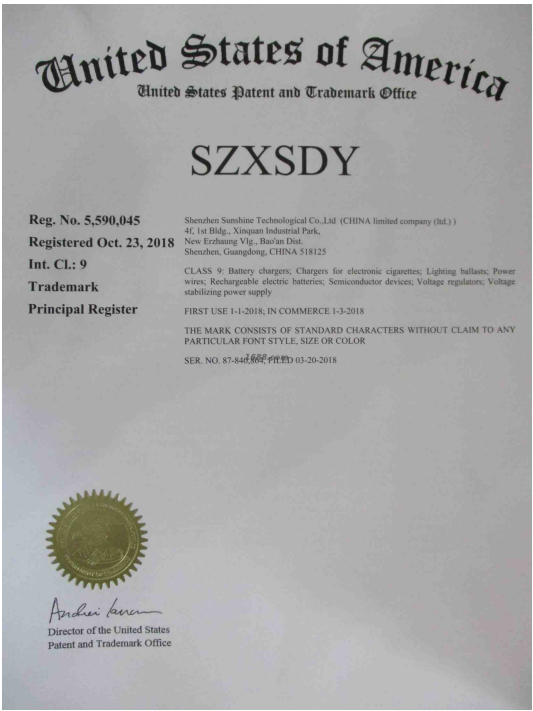 United States of America
United States Patent and Trademark Office
SZXSDY
Reg. No. 5,590,045
Registered Oct. 23, 2018
Int. Cl.: 9
Trademark
Principal Register
Shenzhen Sunshine Technological Co.,Ltd (CHINA limited company (ltd.) )
4f, 1st Bldg., Xinquan Industrial Park,
New Erzhaung Vlg., Bao'an Dist.
Shenzhen, Guangdong, CHINA 518125
CLASS 9: Battery chargers; Chargers for electronic cigarettes; Lighting ballasts; Power
wires; Rechargeable electric batteries; Semiconductor devices; Voltage regulators; Voltage
stabilizing power supply
FIRST USE 1-1-2018; IN COMMERCE 1-3-2018
THE MARK CONSISTS OF STANDARD CHARACTERS WITHOUT CLAIM TO ANY
PARTICULAR FONT STYLE, SIZE OR COLOR
SER. NO. 87-840,864, FILED 03-20-2018
1688.com
Director of the United States
Patent and Trademark Office